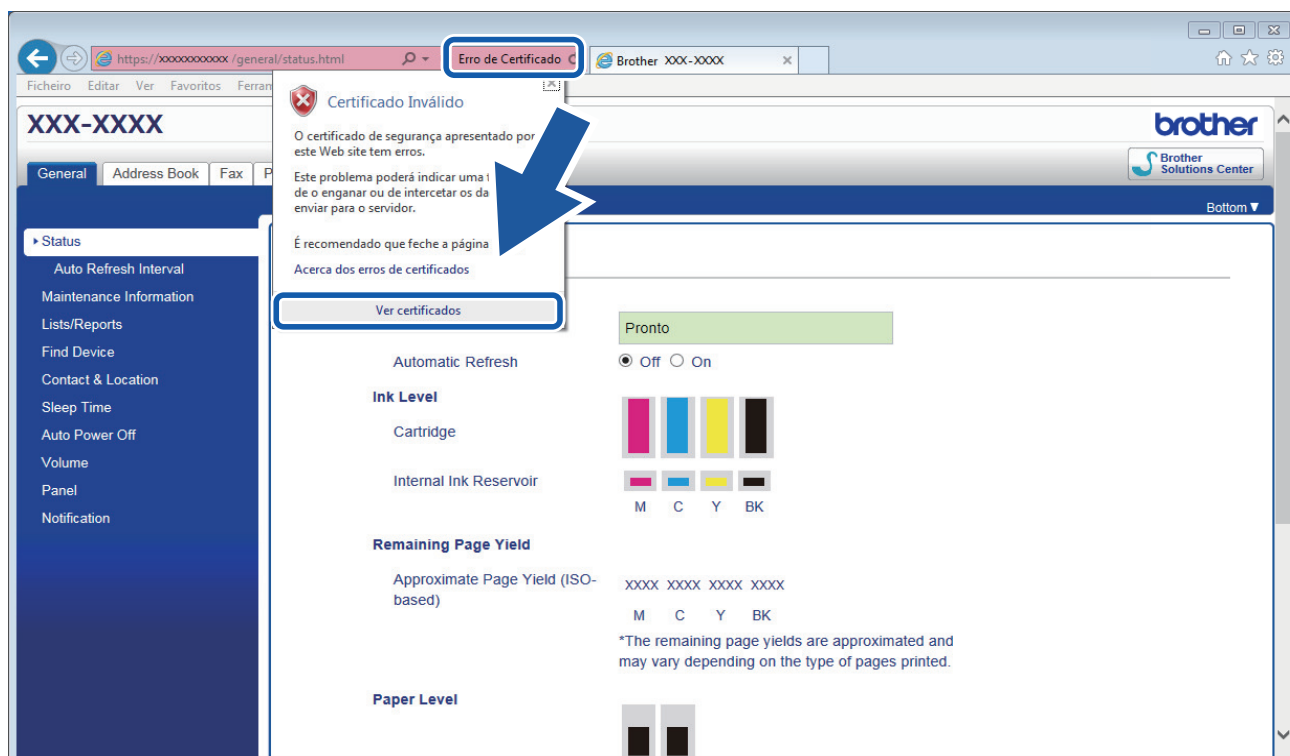 https://xxxxxxxxxxx /general/status.html
Erro de Certificado
Brother XXX-XXXX
Ficheiro Editar Ver Favoritos Ferran
Certificado Inválido
O certificado de segurança apresentado por
este Web site tem erros.
Este problema poderá indicar uma
de o enganar ou de intercetar os da
enviar para o servidor.
É recomendado que feche a página
Acerca dos erros de certificados
Ver certificados
XXX-XXXX
brother
Brother
Solutions Center
General Address Book Fax P
Bottom▼
Status
Auto Refresh Interval
Maintenance Information
Lists/Reports
Find Device
Contact & Location
Sleep Time
Auto Power Off
Volume
Panel
Notification
Pronto
Automatic Refresh Off On
Ink Level
Cartridge
Internal Ink Reservoir
M C Y BK
Remaining Page Yield
Approximate Page Yield (ISO-
based)
XXXX XXXX XXXX XXXX
M C Y BK
*The remaining page yields are approximated and
may vary depending on the type of pages printed.
Paper Level